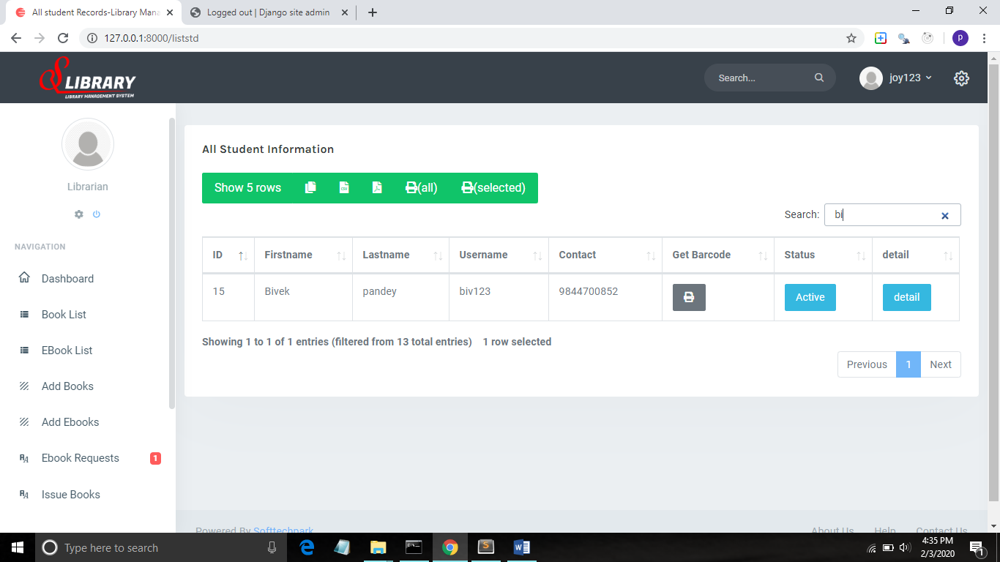 All student Records-Library Mana
Logged out | Django site admin
127.0.0.1:8000/liststd
P
S LIBRARY
LIBRARY MANAGEMENT SYSTEM
Search...
joy123
Librarian
NAVIGATION
Dashboard
Book List
EBook List
Add Books
Add Ebooks
Ebook Requests 1
Issue Books
All Student Information
Show 5 rows CSV (all) (selected)
Search: bi
ID Firstname Lastname Username Contact Get Barcode Status detail
15 Bivek pandey biv123 9844700852 Active detail
Showing 1 to 1 of 1 entries (filtered from 13 total entries) 1 row selected
Previous 1 Next
Powered By Softtechpark About Us Help Contact Us
Type here to search
4:35 PM
2/3/2020
1